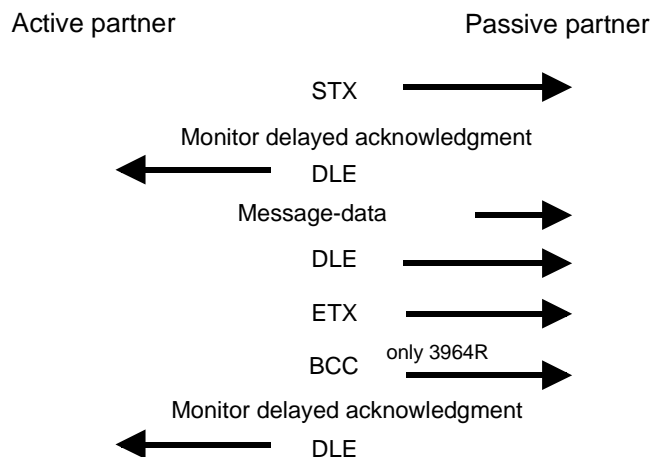 Active partner Passive partner
STX
Monitor delayed acknowledgment
DLE
Message-data
DLE
ETX
BCC only 3964R
Monitor delayed acknowledgment
DLE